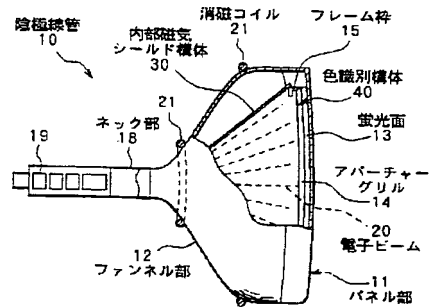 陰極線管
10
消磁コイル
21
フレーム枠
15
内部磁気
シールド構体
30
色識別構体
40
蛍光面
13
21
ネック部
18
19
アパーチャー
グリル
14
20
電子ビーム
12
ファンネル部
11
パネル部